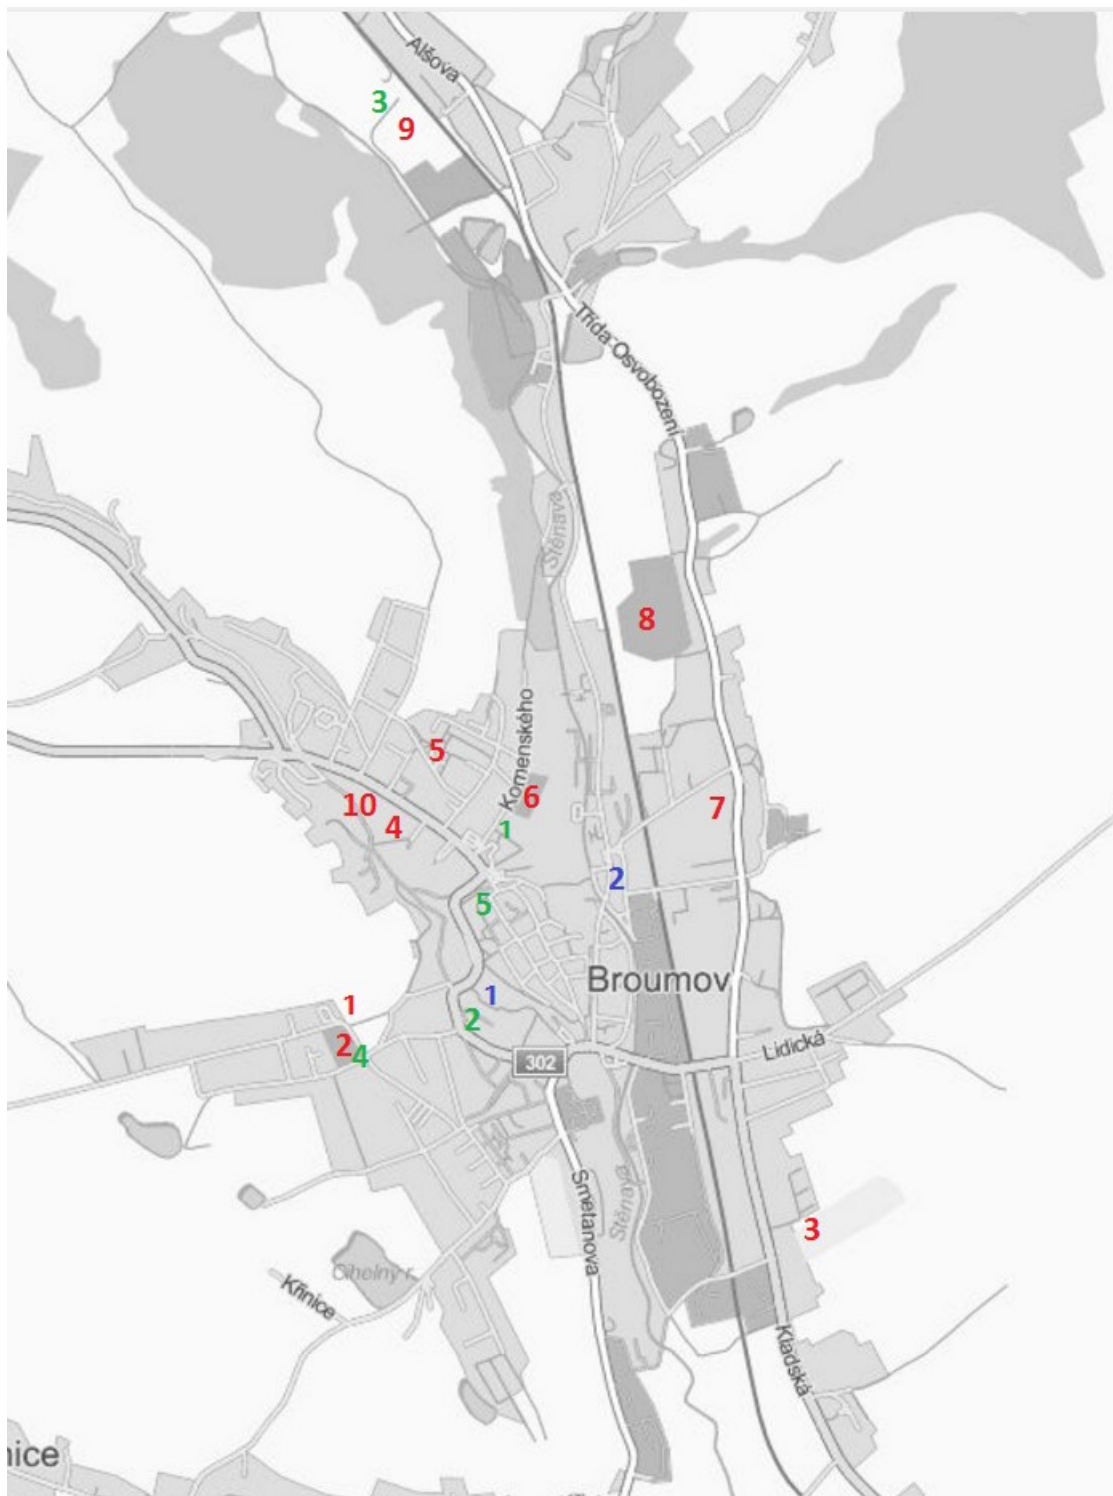 Alšova
3
9
Třída Osvobození
Stěnava
8
Komenského
5
6
10
4
1
7
2
5
Broumov
1
1
2
2
4
302
Lidická
Smetanova
Stěnava
3
Cihelný r.
Křinice
Kladská
nice